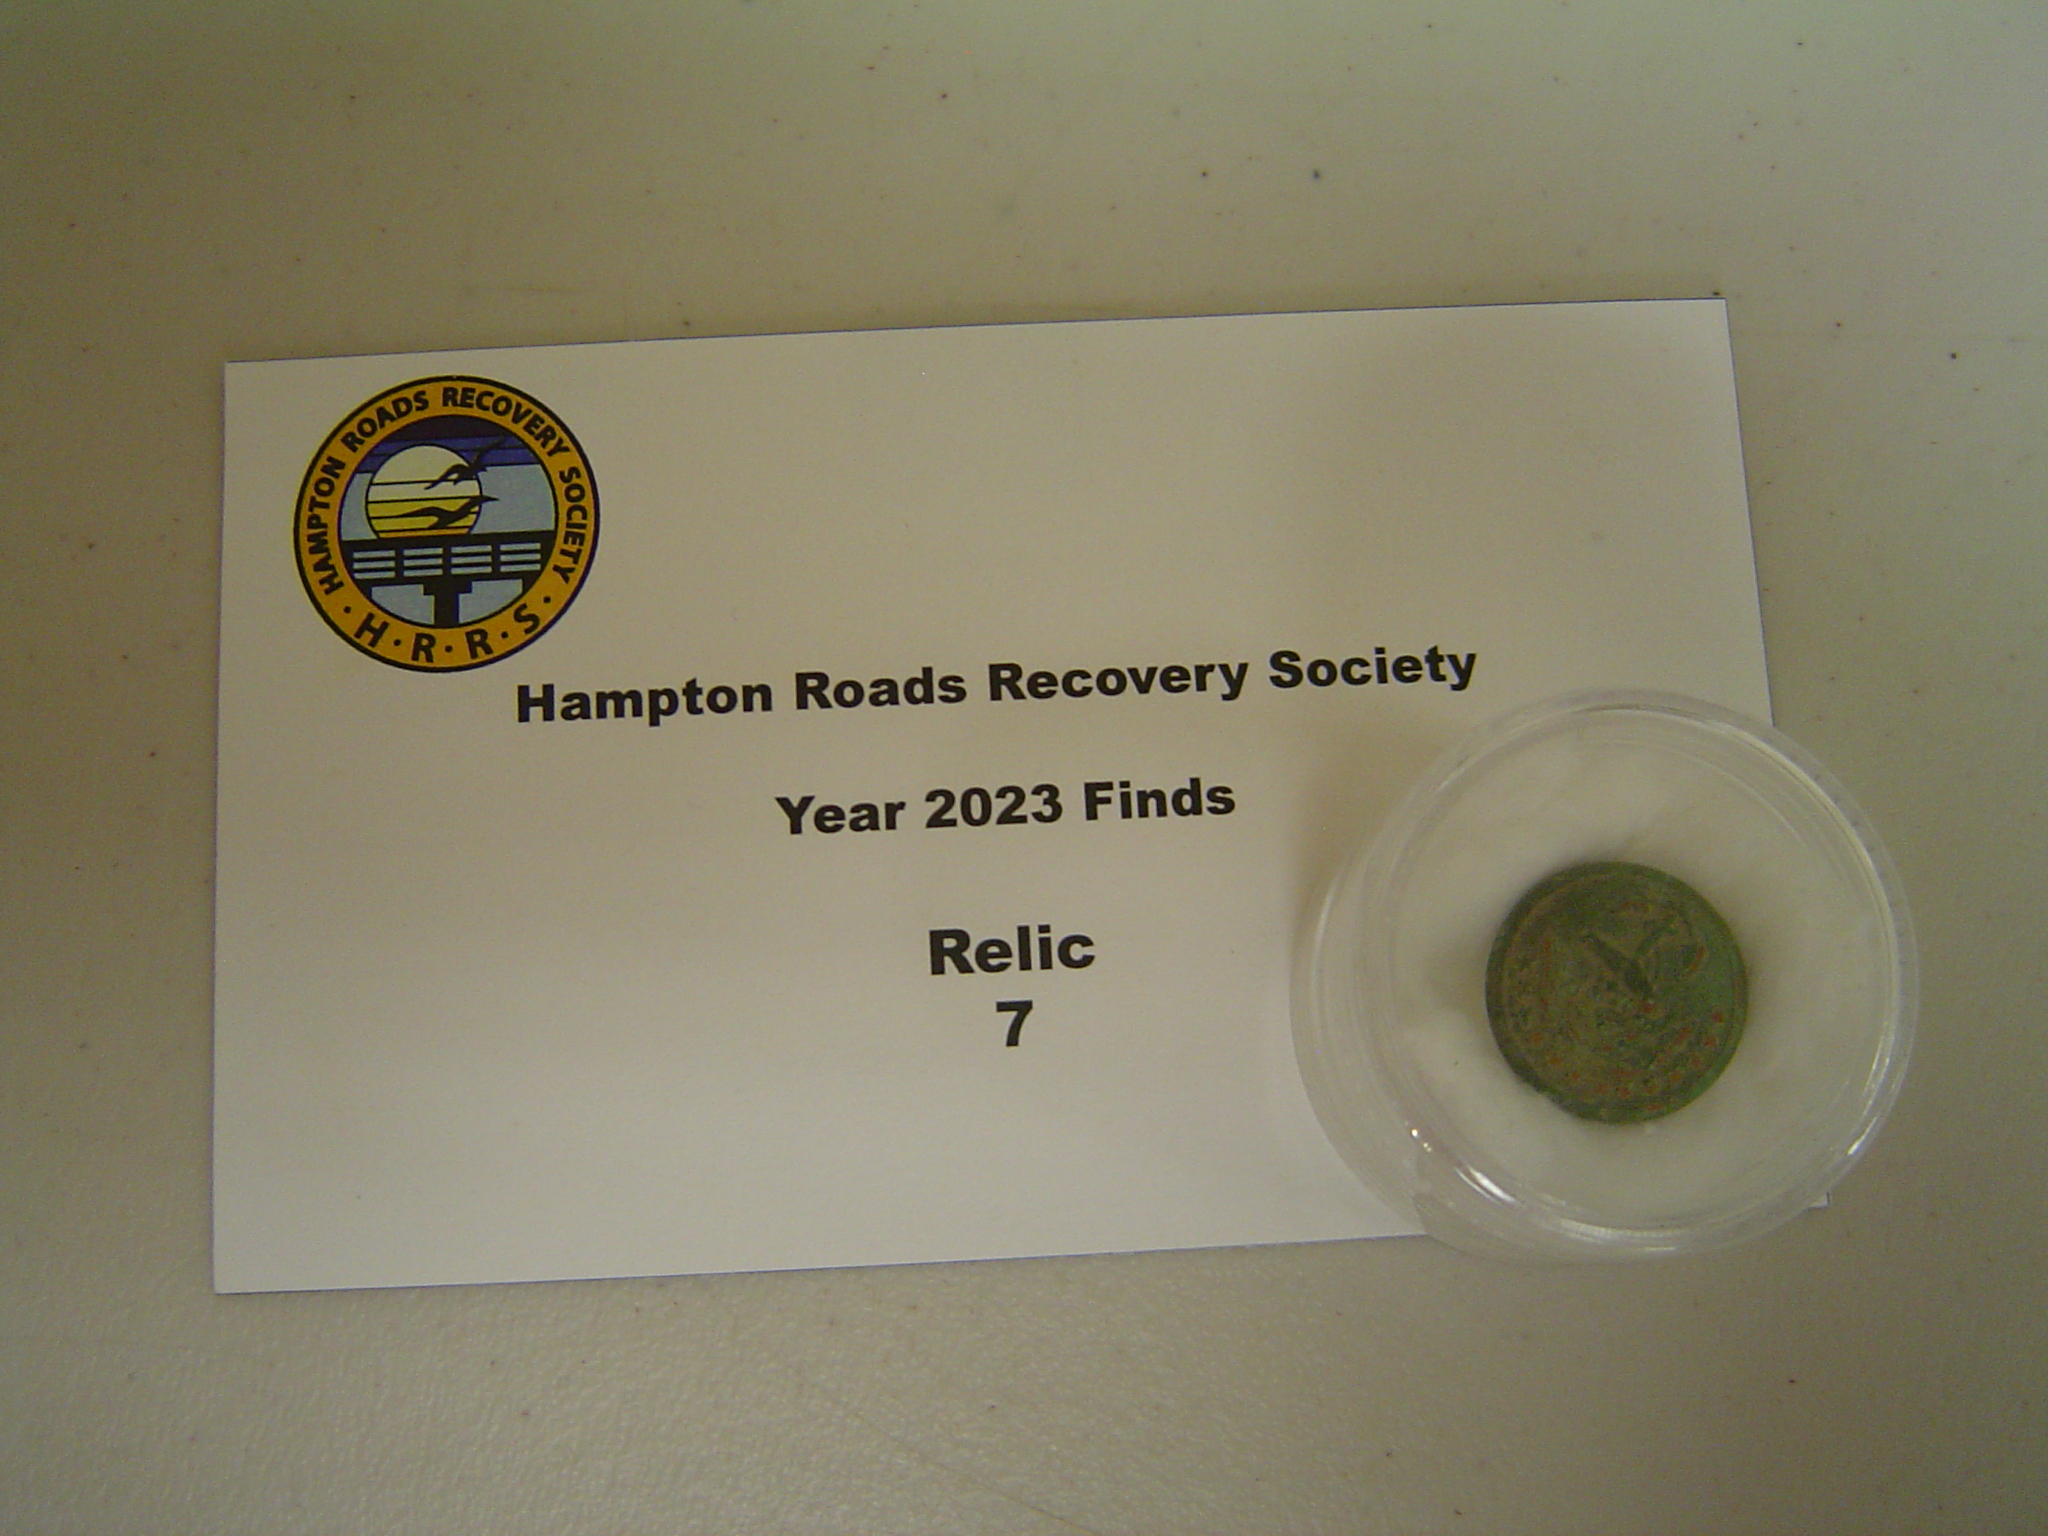 HAMPTON ROADS RECOVERY SOCIETY
· H · R · R · S ·
Hampton Roads Recovery Society
Year 2023 Finds
Relic
7